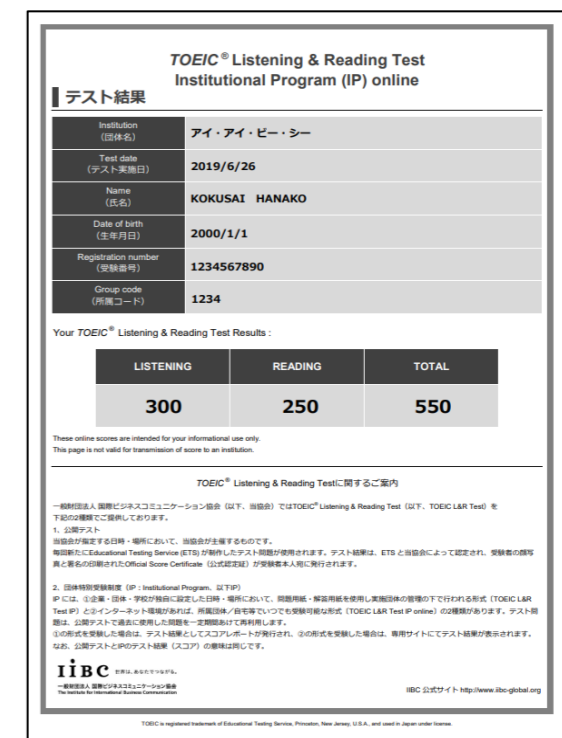 TOEIC® Listening & Reading Test
Institutional Program (IP) online
テスト結果
Institution
（団体名）
アイ・アイ・ビー・シー
Test date
（テスト実施日）
2019/6/26
Name
（氏名）
KOKUSAI HANAKO
Date of birth
（生年月日）
2000/1/1
Registration number
（受験番号）
1234567890
Group code
（所属コード）
1234
Your TOEIC® Listening & Reading Test Results :
LISTENING READING TOTAL
300 250 550
These online scores are intended for your informational use only.
This page is not valid for transmission of score to an institution.
TOEIC® Listening & Reading Testに関するご案内
一般財団法人 国際ビジネスコミュニケーション協会（以下、当協会）ではTOEIC® Listening & Reading Test（以下、TOEIC L&R Test）を
下記の2種類でご提供しております。
1、公開テスト
当協会が指定する日時・場所において、当協会が主催するものです。
毎回新たにEducational Testing Service (ETS) が制作したテスト問題が使用されます。テスト結果は、ETS と当協会によって認定され、受験者の顔写
真と署名の印刷されたOfficial Score Certificate（公式認定証）が受験者本人宛に発行されます。
2、団体特別受験制度（IP：Institutional Program、以下IP）
IP には、①企業・団体・学校が独自に設定した日時・場所において、問題用紙・解答用紙を使用し実施団体の管理の下で行われる形式（TOEIC L&R
Test IP）と②インターネット環境があれば、所属団体／自宅等でいつでも受験可能な形式（TOEIC L&R Test IP online）の2種類があります。テスト問
題は、公開テストで過去に使用した問題を一定期間あけて再利用します。
①の形式を受験した場合は、テスト結果としてスコアレポートが発行され、②の形式を受験した場合は、専用サイトにてテスト結果が表示されます。
なお、公開テストとIPのテスト結果（スコア）の意味は同じです。
IIBC 世界は、あなたでつながる。
一般財団法人 国際ビジネスコミュニケーション協会
The Institute for International Business Communication
IIBC 公式サイト http://www.iibc-global.org
TOEIC is registered trademark of Educational Testing Service, Princeton, New Jersey, U.S.A., and used in Japan under license.